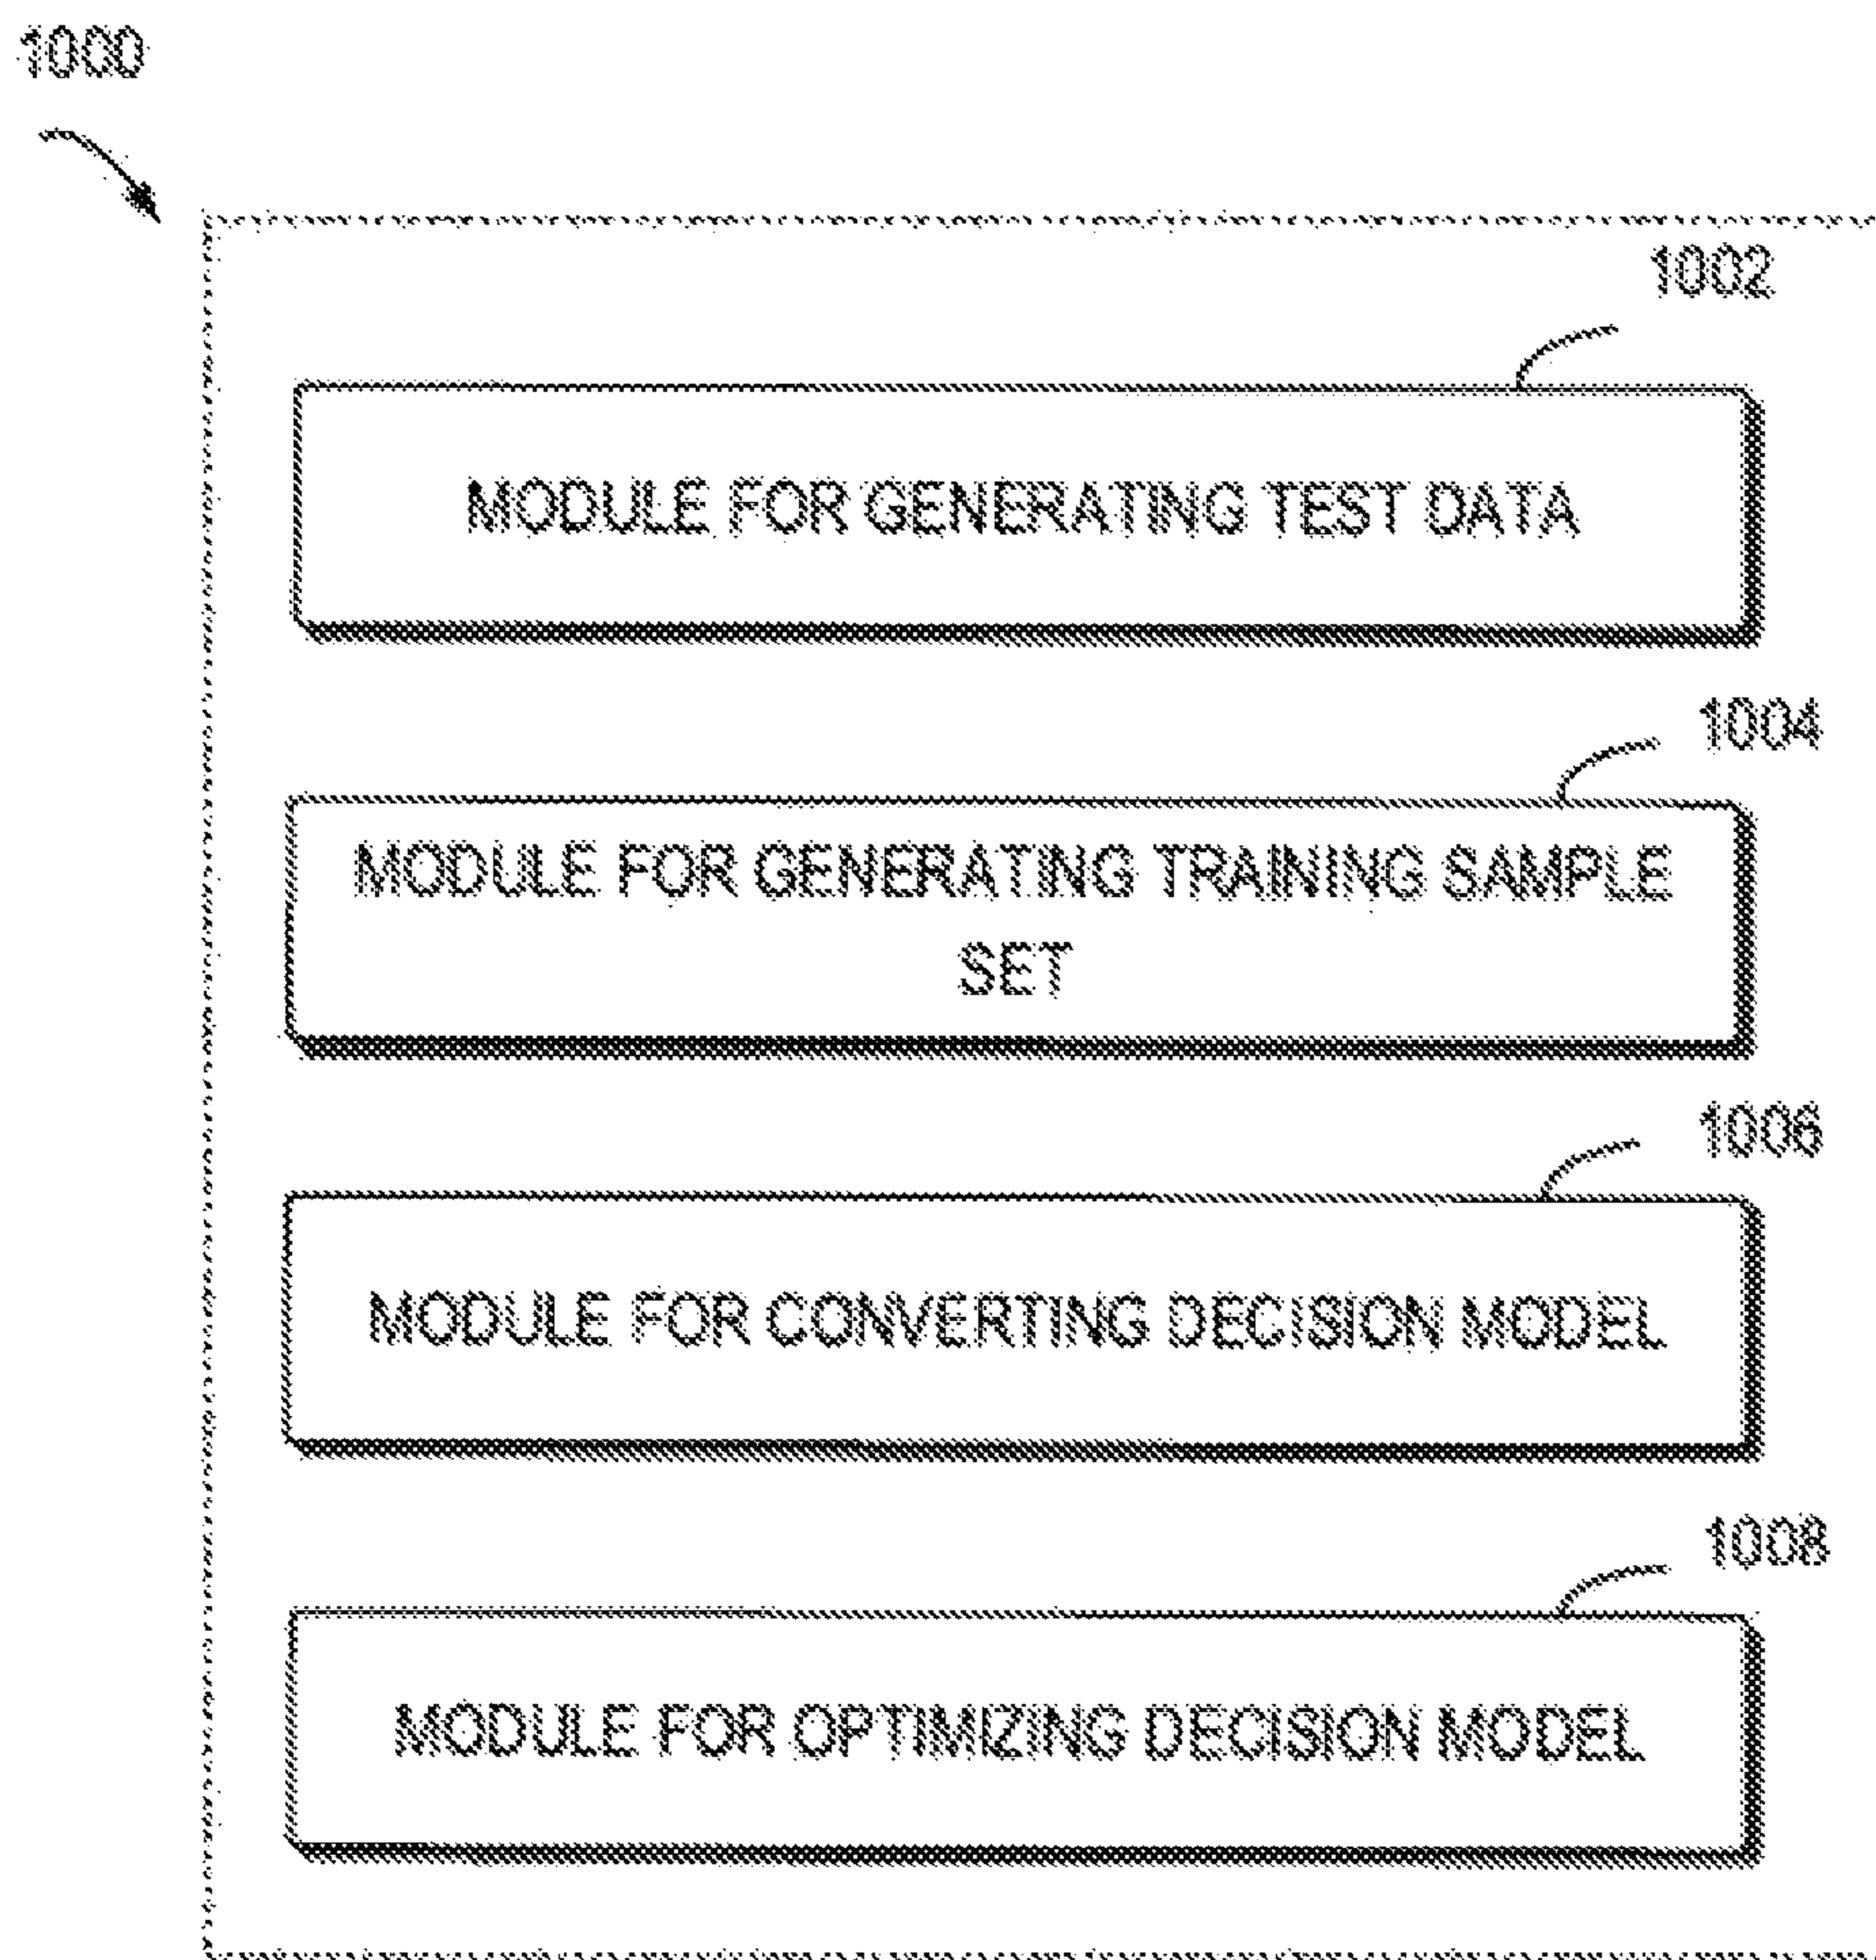 1000
1002
MODULE FOR GENERATING TEST DATA
1004
MODULE FOR GENERATING TRAINING SAMPLE
SET
1006
MODULE FOR CONVERTING DECISION MODEL
1008
MODULE FOR OPTIMIZING DECISION MODEL